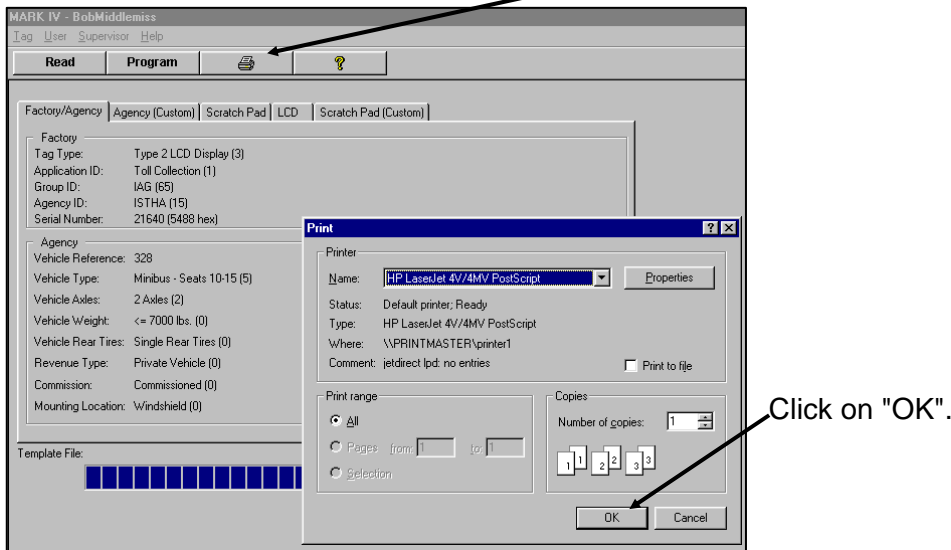 MARK IV - BobMiddlemiss
Tag User Supervisor Help
Read Program ?
Factory/Agency Agency (Custom) Scratch Pad LCD Scratch Pad (Custom)
Factory
Tag Type: Type 2 LCD Display (3)
Application ID: Toll Collection (1)
Group ID: IAG (65)
Agency ID: ISTHA (15)
Serial Number: 21640 (5488 hex)
Agency
Vehicle Reference: 328
Vehicle Type: Minibus - Seats 10-15 (5)
Vehicle Axles: 2 Axles (2)
Vehicle Weight: <= 7000 lbs. (0)
Vehicle Rear Tires: Single Rear Tires (0)
Revenue Type: Private Vehicle (0)
Commission: Commissioned (0)
Mounting Location: Windshield (0)
Template File:
Print
Printer
Name: HP LaserJet 4V/4MV PostScript Properties
Status: Default printer; Ready
Type: HP LaserJet 4V/4MV PostScript
Where: \\PRINTMASTER\printer1
Comment: jetdirect lpd: no entries Print to file
Print range
All
Pages from: 1 to: 1
Selection
Copies
Number of copies: 1
1 1 2 2 3 3
OK Cancel
Click on "OK".